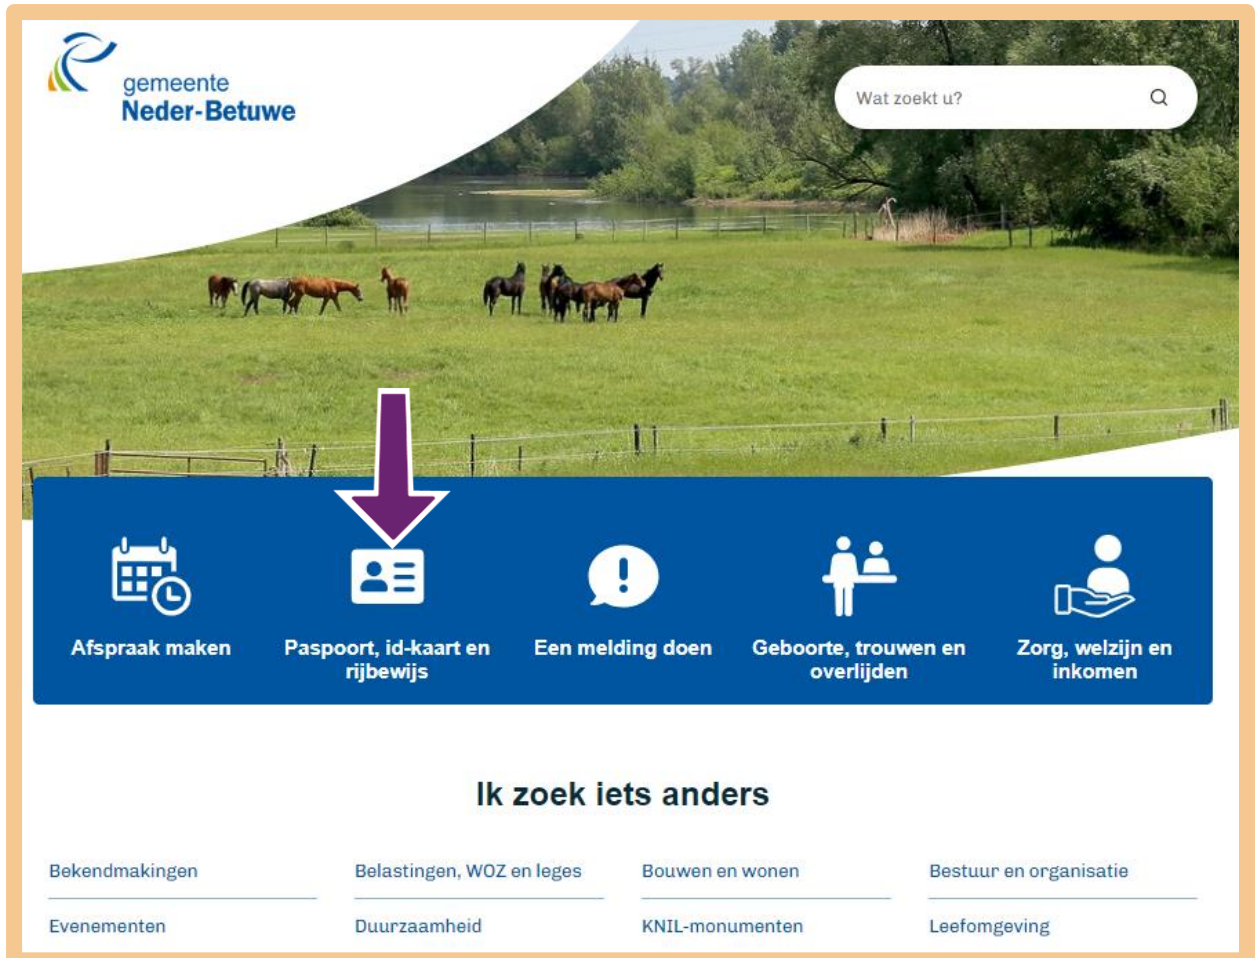 gemeente
Neder-Betuwe
Wat zoekt u?
Afspraak maken
Paspoort, id-kaart en
rijbewijs
Een melding doen
Geboorte, trouwen en
overlijden
Zorg, welzijn en
inkomen
Ik zoek iets anders
Bekendmakingen
Belastingen, WOZ en leges
Bouwen en wonen
Bestuur en organisatie
Evenementen
Duurzaamheid
KNIL-monumenten
Leefomgeving